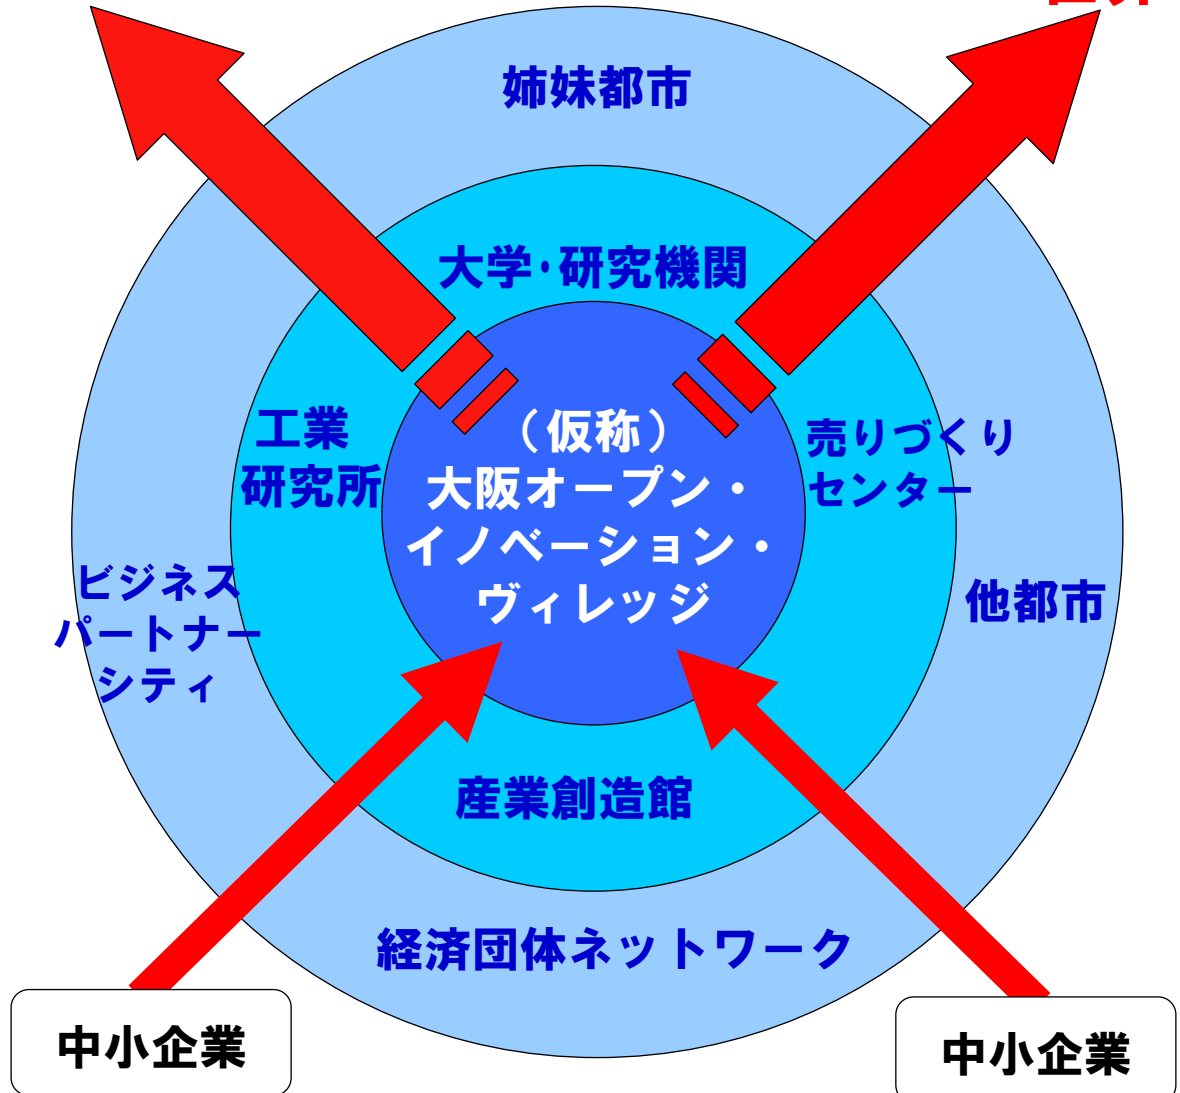 姉妹都市
大学・研究機関
工業
研究所
（仮称）
大阪オープン・
イノベーション・
ヴィレッジ
売りづくり
センター
ビジネス
パートナー
シティ
他都市
産業創造館
経済団体ネットワーク
中小企業
中小企業